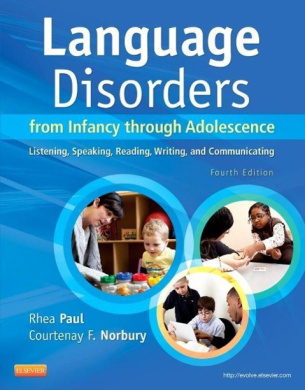 Language
Disorders
from Infancy through Adolescence
Listening, Speaking, Reading, Writing, and Communicating
Fourth Edition
Rhea Paul
Courtenay F. Norbury
ELSEVIER
http://evolve.elsevier.com